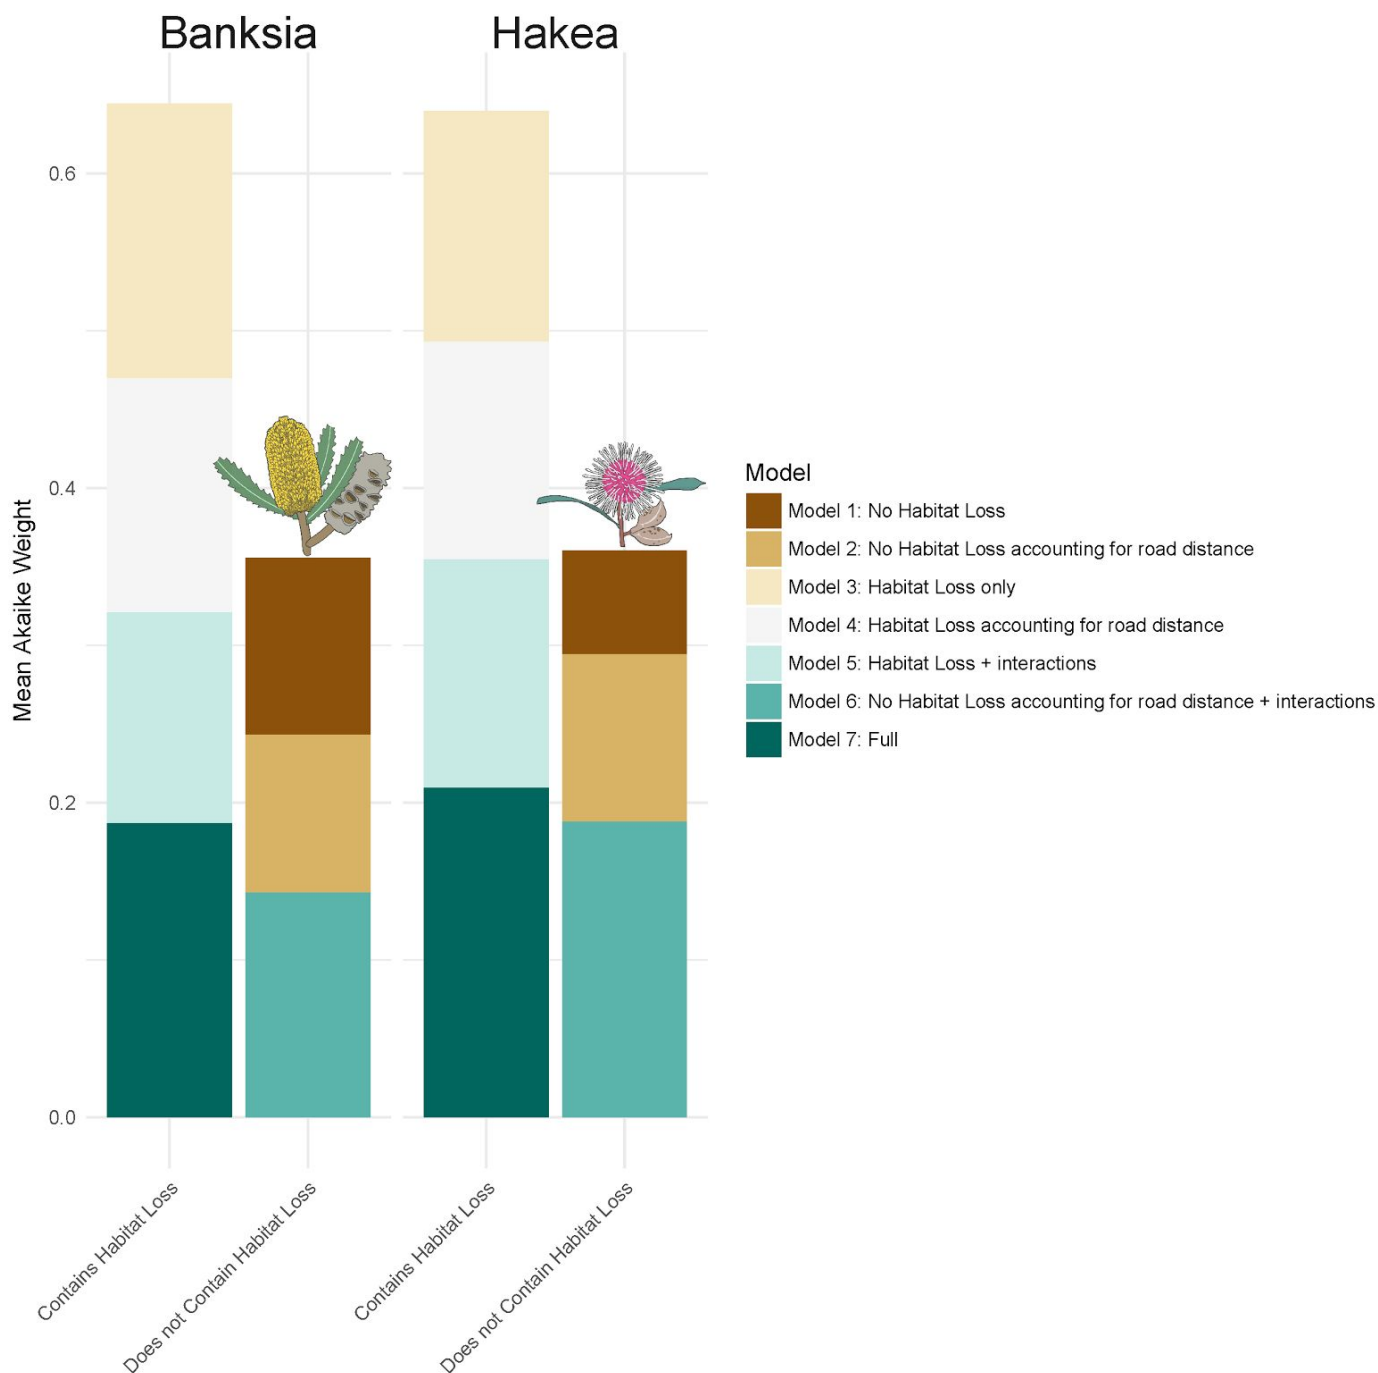 Banksia
Hakea
Mean Akaike Weight
0.6
0.4
0.2
0.0
Contains Habitat Loss
Does not Contain Habitat Loss
Contains Habitat Loss
Does not Contain Habitat Loss
Model
Model 1: No Habitat Loss
Model 2: No Habitat Loss accounting for road distance
Model 3: Habitat Loss only
Model 4: Habitat Loss accounting for road distance
Model 5: Habitat Loss + interactions
Model 6: No Habitat Loss accounting for road distance + interactions
Model 7: Full